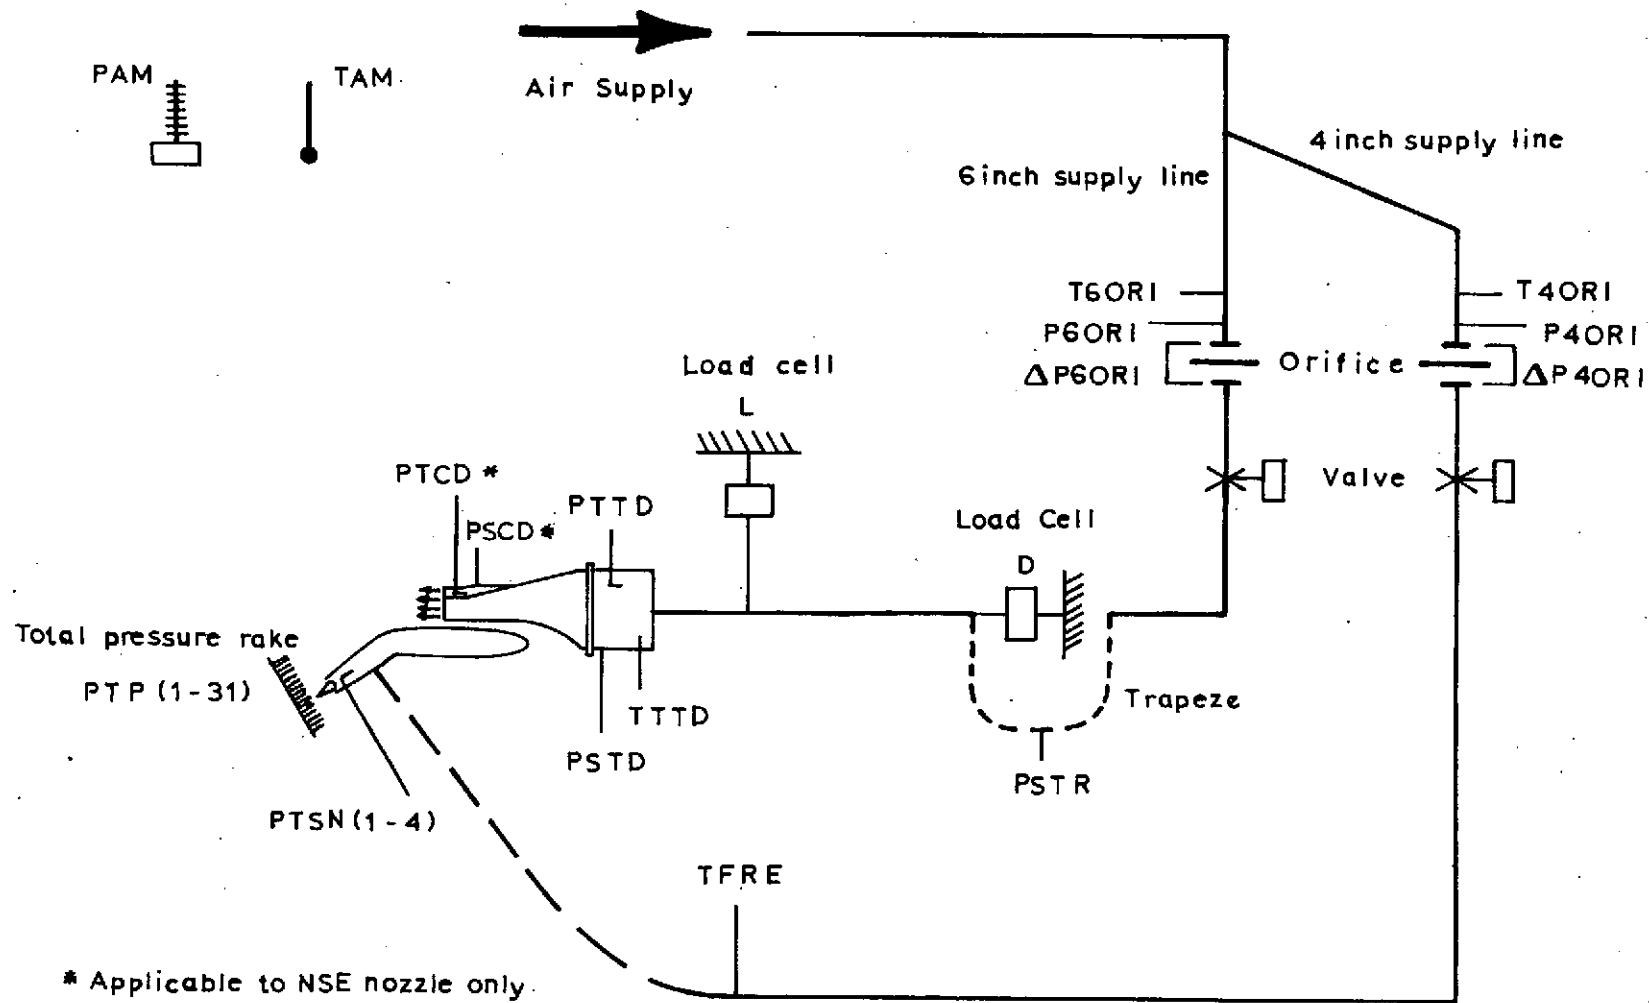 PAM
TAM
Air Supply
4 inch supply line
6 inch supply line
T6ORI
T4ORI
P6ORI
P4ORI
Orifice
ΔP6ORI
ΔP4ORI
Load cell
L
PTCD *
PTTD
Valve
PSCD *
Load Cell
D
Total pressure rake
PTP (1-31)
Trapeze
TTTD
PSTD
PSTR
PTSN (1-4)
TFRE
* Applicable to NSE nozzle only